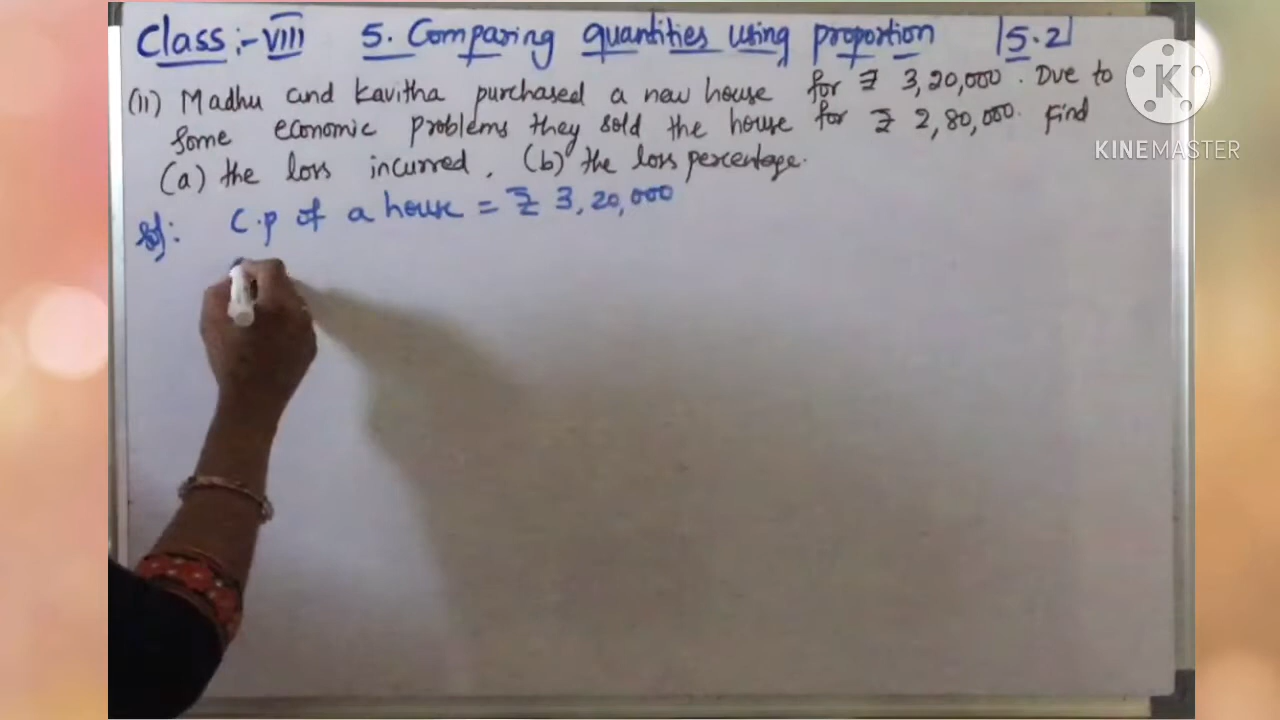 Class:- VIII 5. Comparing quantities using proportion 5.2
(11) Madhu and Kavitha purchased a new house for ₹ 3,20,000. Due to
some economic problems they sold the house for ₹ 2,80,000. Find
(a) the loss incurred. (b) the loss percentage.
Sol: C.P of a house = ₹ 3,20,000
K
KINEMASTER